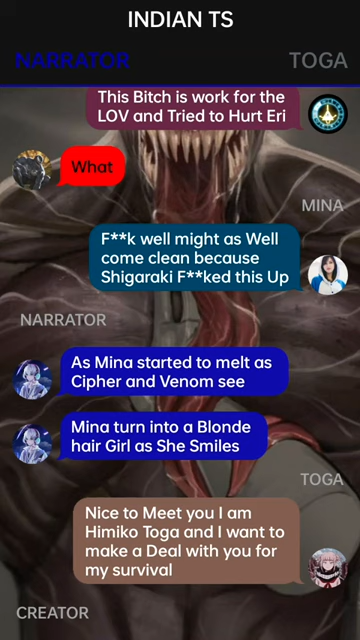 INDIAN TS
NARRATOR
TOGA
This Bitch is work for the
LOV and Tried to Hurt Eri
What
MINA
F**k well might as Well
come clean because
Shigaraki F**ked this Up
NARRATOR
As Mina started to melt as
Cipher and Venom see
Mina turn into a Blonde
hair Girl as She Smiles
TOGA
Nice to Meet you I am
Himiko Toga and I want to
make a Deal with you for
my survival
CREATOR